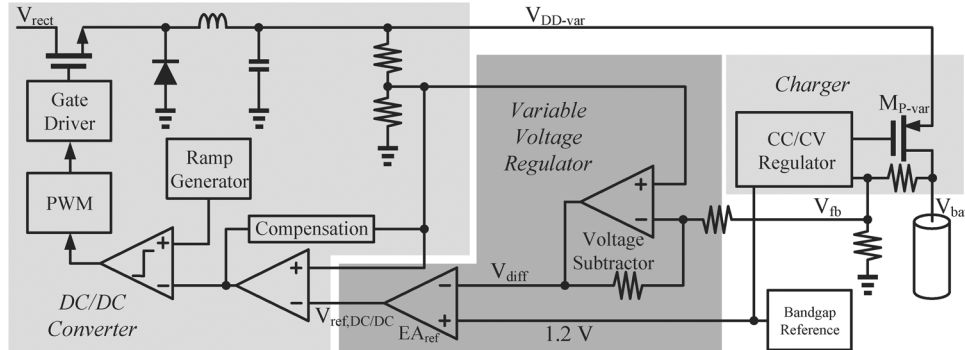 V_rect
V_DD-var
Charger
Gate
Driver
Variable
Voltage
Regulator
M_P-var
CC/CV
Regulator
Ramp
Generator
PWM
+
−
V_fb
V_bat
Compensation
Voltage
Subtractor
+
−
+
−
V_diff
−
+
DC/DC
Converter
V_ref,DC/DC
EA_ref
1.2 V
Bandgap
Reference